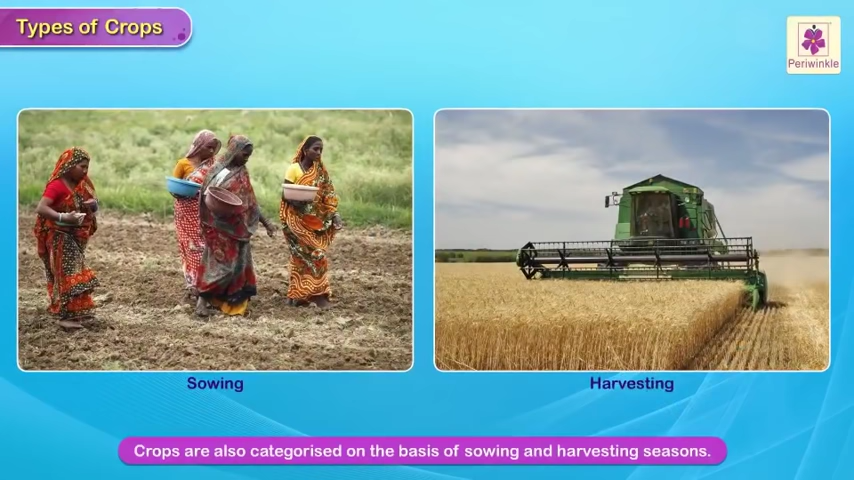 Types of Crops
Periwinkle
Sowing
Harvesting
Crops are also categorised on the basis of sowing and harvesting seasons.